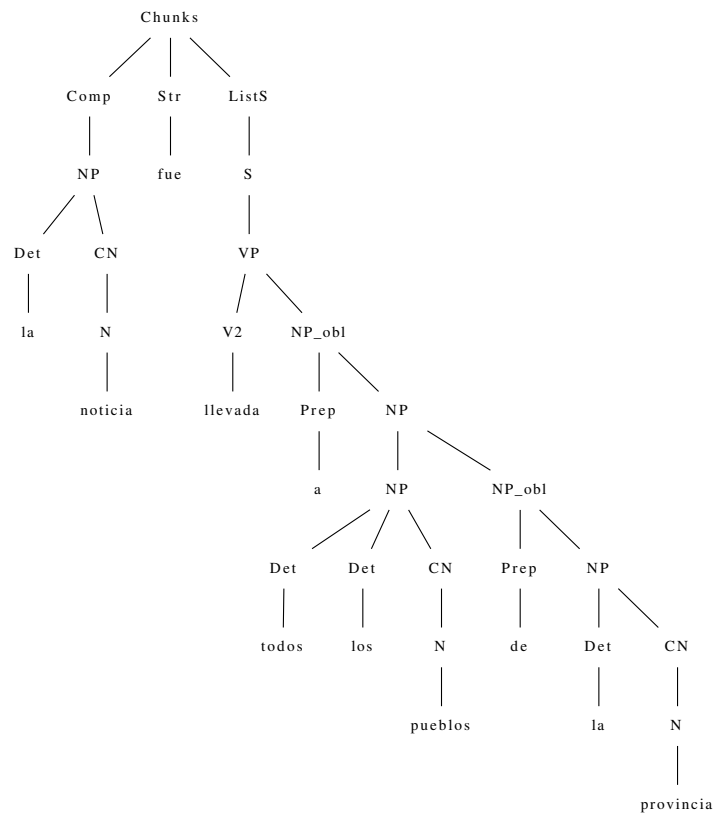 Chunks
Comp Str ListS
NP fue S
Det CN VP
la N V2 NP_obl
noticia llevada Prep NP
a NP NP_obl
Det Det CN Prep NP
todos los N de Det CN
pueblos la N
provincia